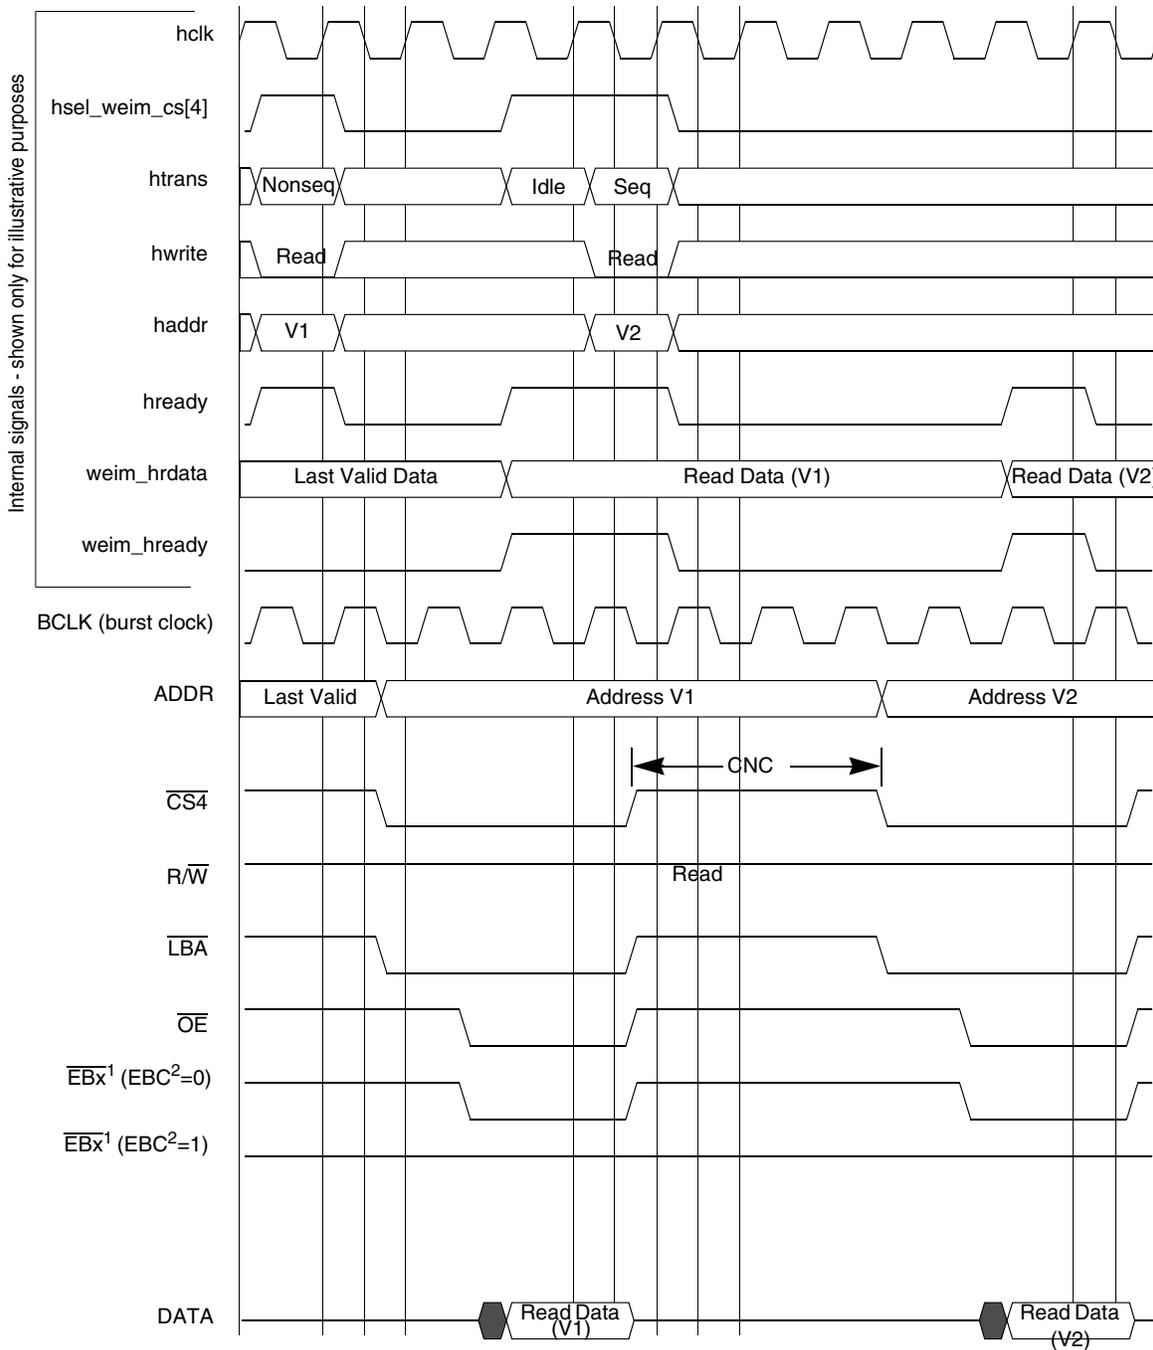 Internal signals - shown only for illustrative purposes
hclk
hsel_weim_cs[4]
htrans
Nonseq
Idle
Seq
hwrite
Read
Read
haddr
V1
V2
hready
weim_hrdata
Last Valid Data
Read Data (V1)
Read Data (V2)
weim_hready
BCLK (burst clock)
ADDR
Last Valid
Address V1
Address V2
CNC
CS4
R/W
Read
LBA
OE
EBx1 (EBC2=0)
EBx1 (EBC2=1)
DATA
Read Data
(V1)
Read Data
(V2)